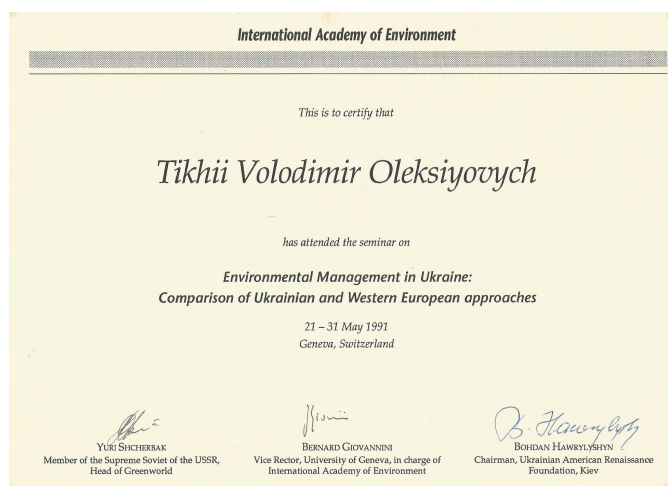 International Academy of Environment
This is to certify that
Tikhii Volodimir Oleksiyovych
has attended the seminar on
Environmental Management in Ukraine:
Comparison of Ukrainian and Western European approaches
21 – 31 May 1991
Geneva, Switzerland
B. Hawrylyshyn
YURI SHCHERBAK
Member of the Supreme Soviet of the USSR,
Head of Greenworld
BERNARD GIOVANNINI
Vice Rector, University of Geneva, in charge of
International Academy of Environment
BOHDAN HAWRYLYSHYN
Chairman, Ukrainian American Renaissance
Foundation, Kiev